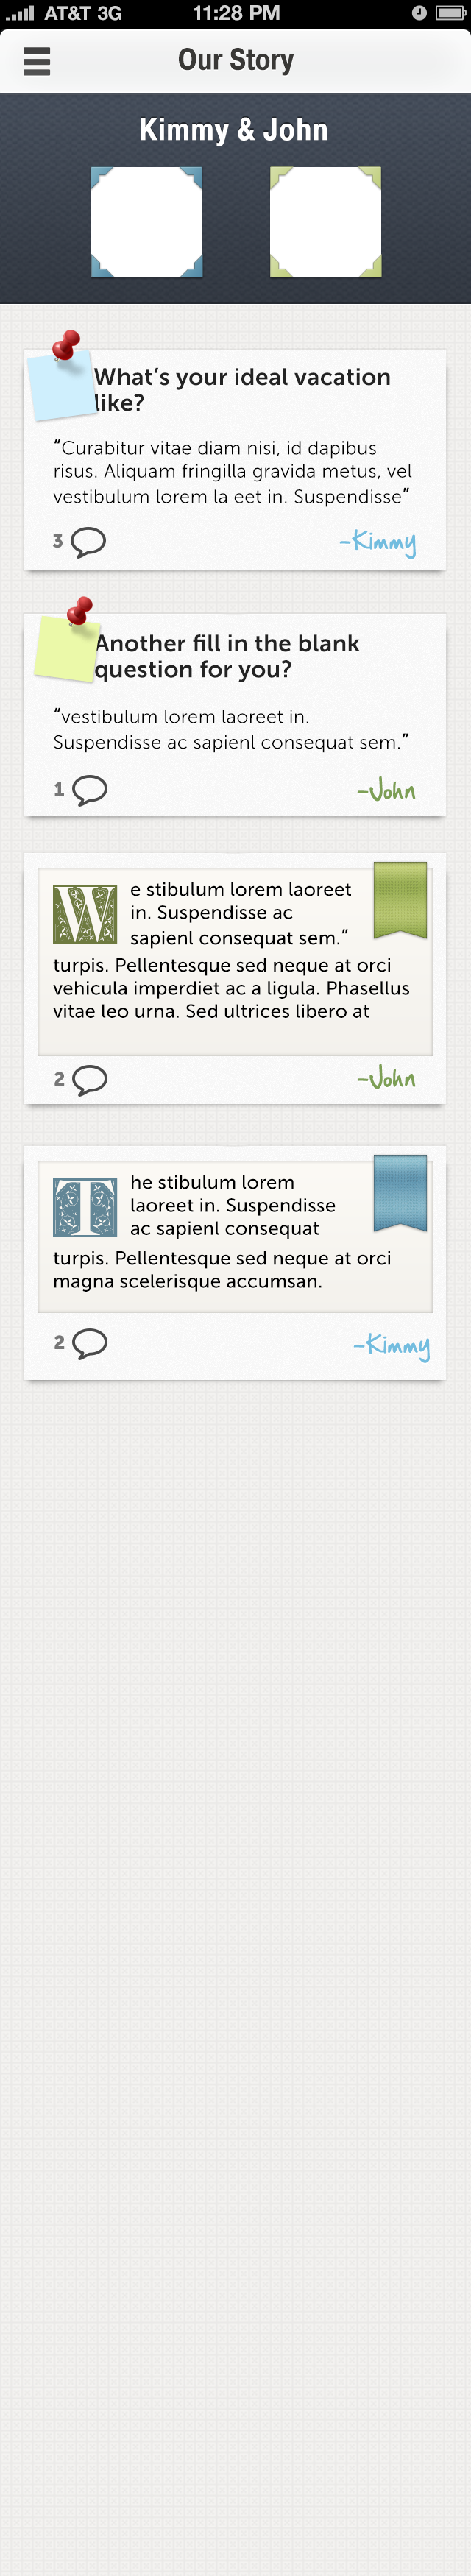 AT&T 3G 11:28 PM
Our Story
Kimmy & John
What's your ideal vacation
like?
“Curabitur vitae diam nisi, id dapibus
risus. Aliquam fringilla gravida metus, vel
vestibulum lorem la eet in. Suspendisse”
3 –Kimmy
Another fill in the blank
question for you?
“vestibulum lorem laoreet in.
Suspendisse ac sapienl consequat sem.”
1 –John
We stibulum lorem laoreet
in. Suspendisse ac
sapienl consequat sem.”
turpis. Pellentesque sed neque at orci
vehicula imperdiet ac a ligula. Phasellus
vitae leo urna. Sed ultrices libero at
2 –John
The stibulum lorem
laoreet in. Suspendisse
ac sapienl consequat
turpis. Pellentesque sed neque at orci
magna scelerisque accumsan.
2 –Kimmy